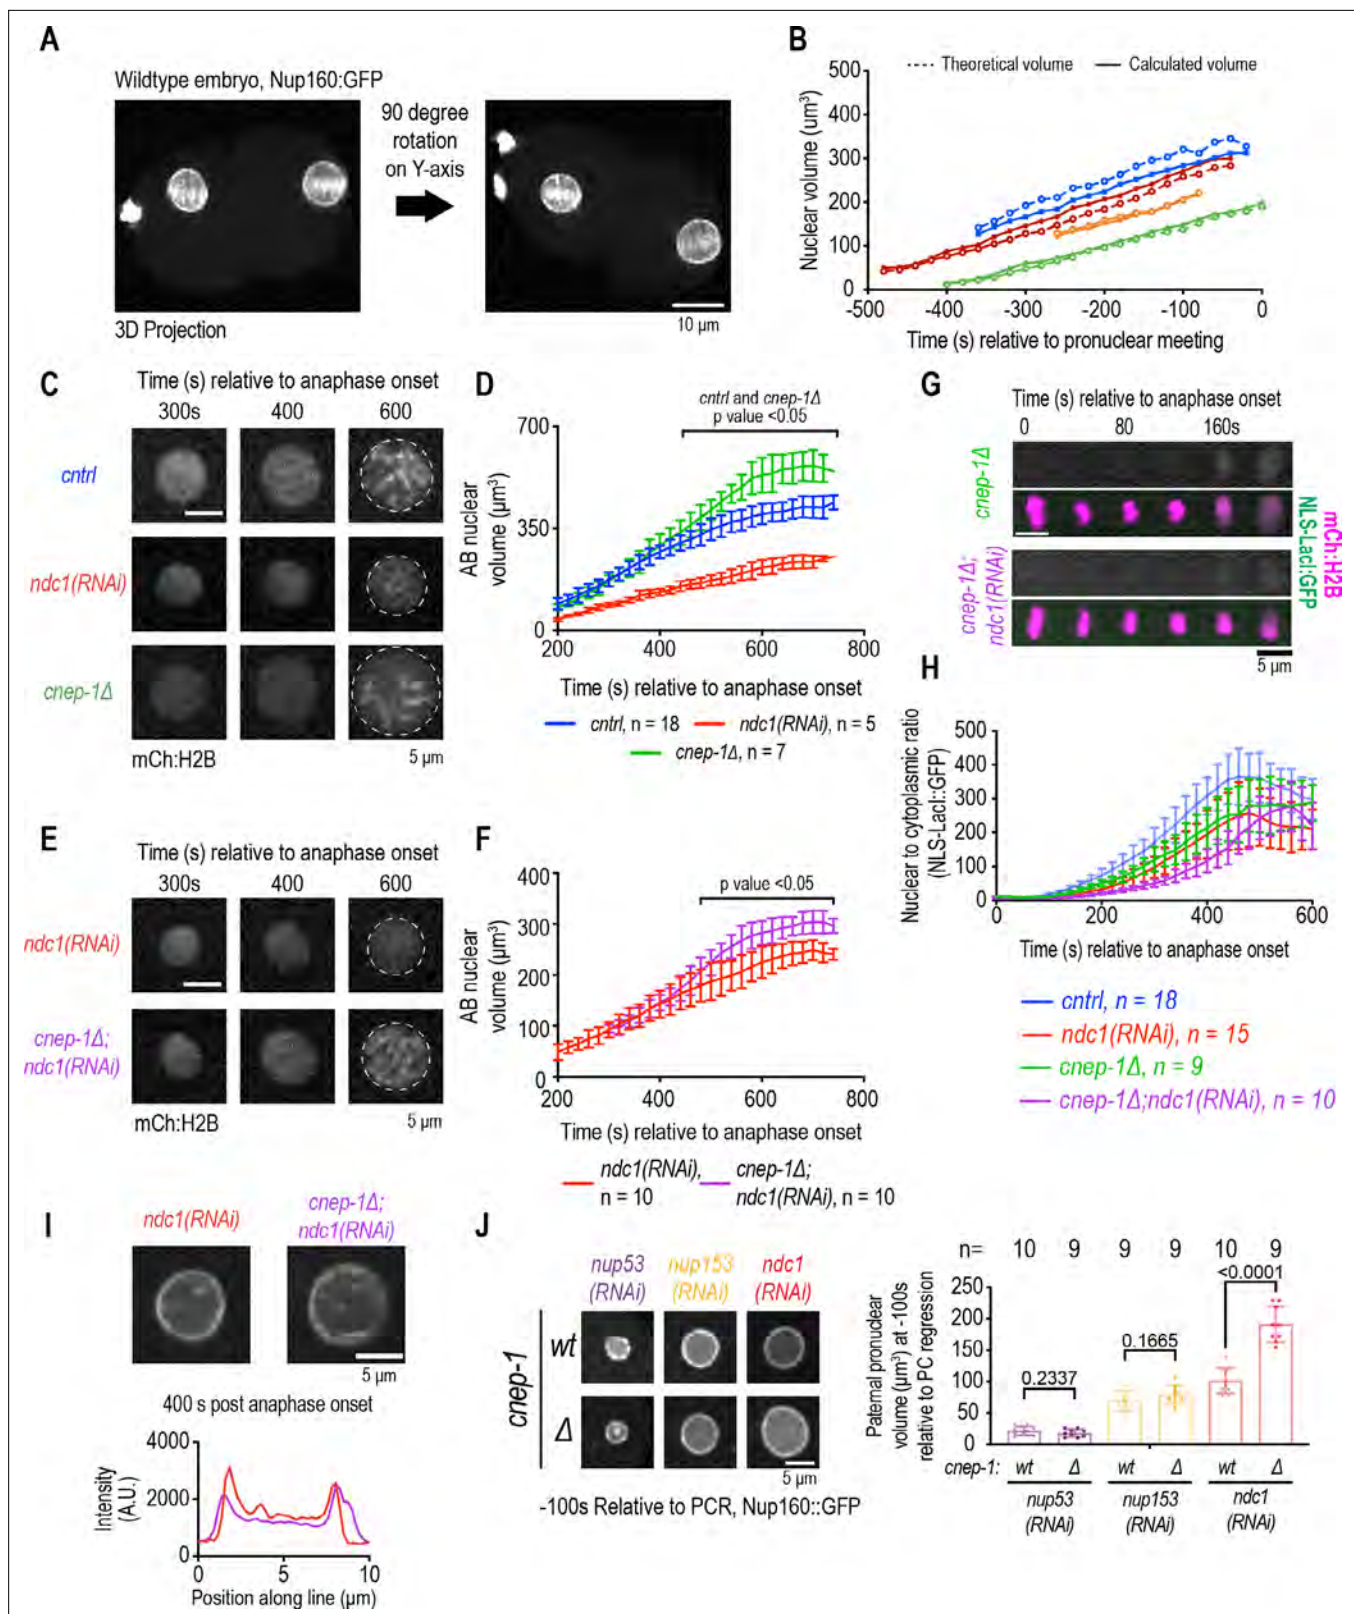 A
Wildtype embryo, Nup160:GFP
90 degree
rotation
on Y-axis
10 µm
3D Projection
B
Theoretical volume
Calculated volume
Nuclear volume (um³)
500
400
300
200
100
0
-500 -400 -300 -200 -100 0
Time (s) relative to pronuclear meeting
C
Time (s) relative to anaphase onset
300s 400 600
cntrl
ndc1(RNAi)
cnep-1Δ
mCh:H2B
5 µm
D
cntrl and cnep-1Δ
p value <0.05
AB nuclear
volume (µm³)
700
350
0
200 400 600 800
Time (s) relative to anaphase onset
cntrl, n = 18
ndc1(RNAi), n = 5
cnep-1Δ, n = 7
G
Time (s) relative to anaphase onset
0 80 160s
cnep-1Δ
cnep-1Δ;
ndc1(RNAi)
NLS-LacI:GFP
mCh:H2B
5 µm
H
Nuclear to cytoplasmic ratio
(NLS-LacI::GFP)
500
400
300
200
100
0
0 200 400 600
Time (s) relative to anaphase onset
cntrl, n = 18
ndc1(RNAi), n = 15
cnep-1Δ, n = 9
cnep-1Δ;ndc1(RNAi), n = 10
E
Time (s) relative to anaphase onset
300s 400 600
ndc1(RNAi)
cnep-1Δ;
ndc1(RNAi)
mCh:H2B
5 µm
F
p value <0.05
AB nuclear
volume (µm³)
400
300
200
100
0
200 400 600 800
Time (s) relative to anaphase onset
ndc1(RNAi),
n = 10
cnep-1Δ;
ndc1(RNAi), n = 10
I
ndc1(RNAi)
cnep-1Δ;
ndc1(RNAi)
5 µm
400 s post anaphase onset
Intensity
(A.U.)
4000
2000
0
0 5 10
Position along line (µm)
J
nup53
(RNAi)
nup153
(RNAi)
ndc1
(RNAi)
cnep-1
wt
Δ
5 µm
-100s Relative to PCR, Nup160::GFP
n= 10 9 9 9 10 9
Paternal pronuclear
volume (µm³) at -100s
relative to PC regression
250
200
150
100
50
0
0.2337
0.1665
<0.0001
cnep-1: wt Δ wt Δ wt Δ
nup53
(RNAi)
nup153
(RNAi)
ndc1
(RNAi)